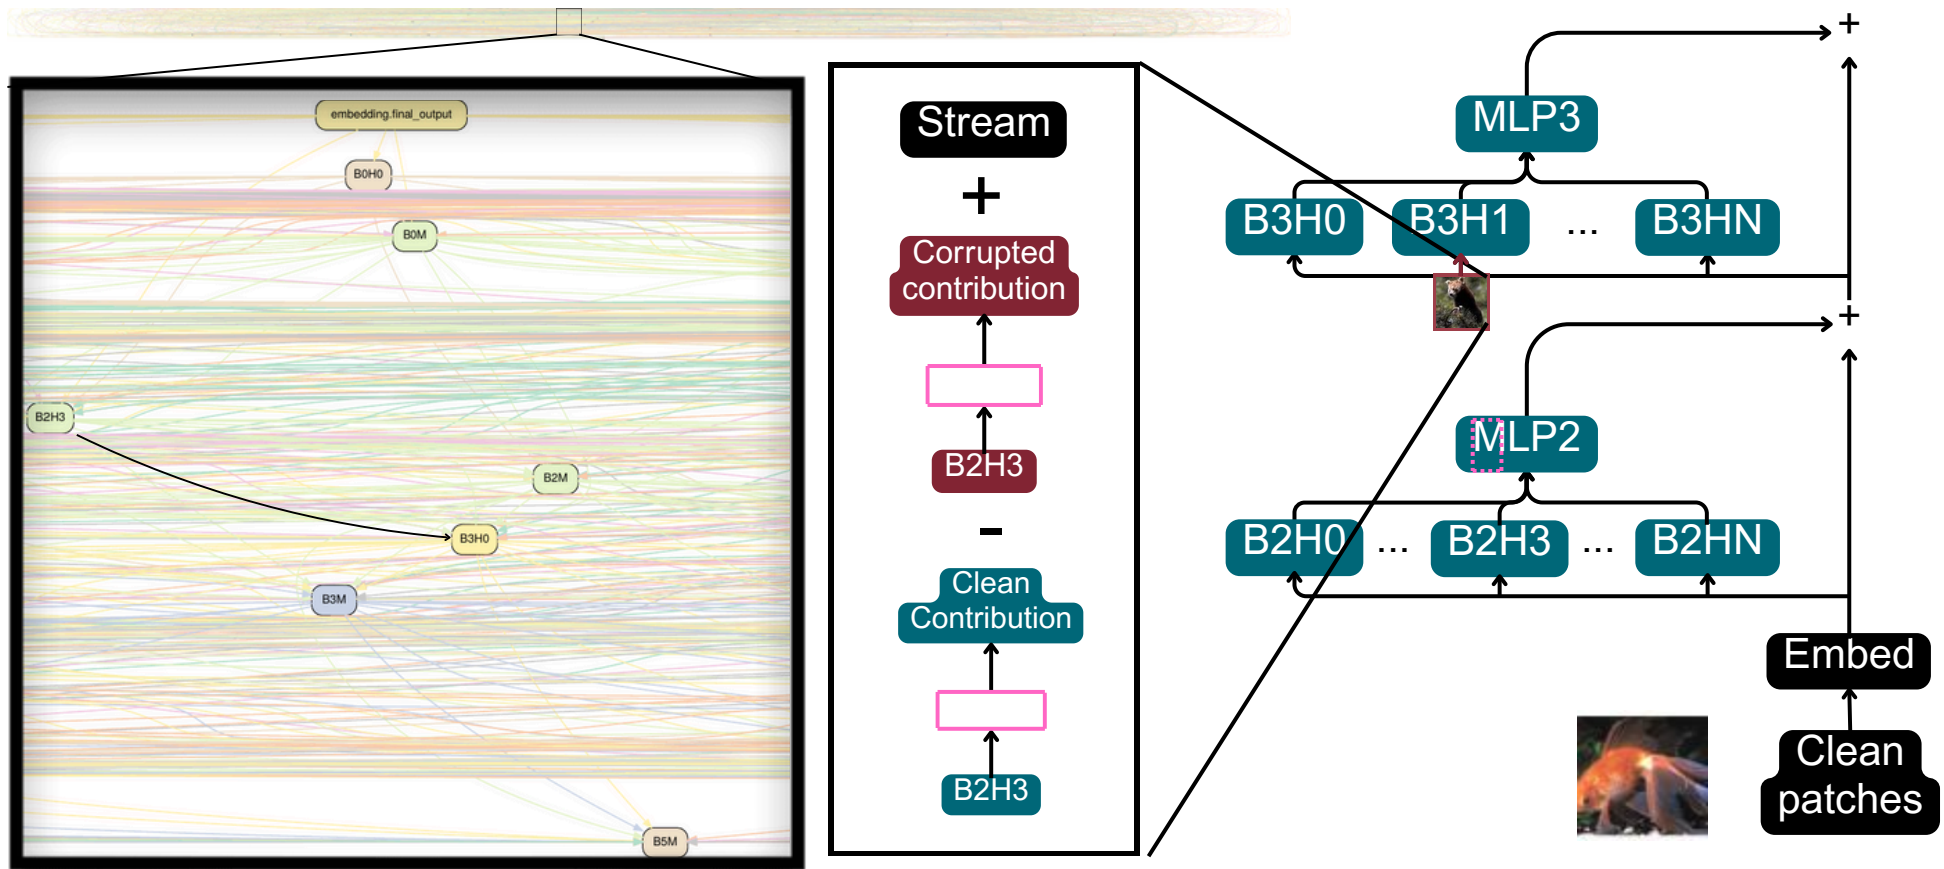 embedding.final_output
B0H0
B0M
B2H3
B2M
B3H0
B3M
B5M
Stream
+
Corrupted
contribution
B2H3
-
Clean
Contribution
B2H3
+
MLP3
B3H0
B3H1
...
B3HN
+
MLP2
B2H0
...
B2H3
...
B2HN
Embed
Clean
patches